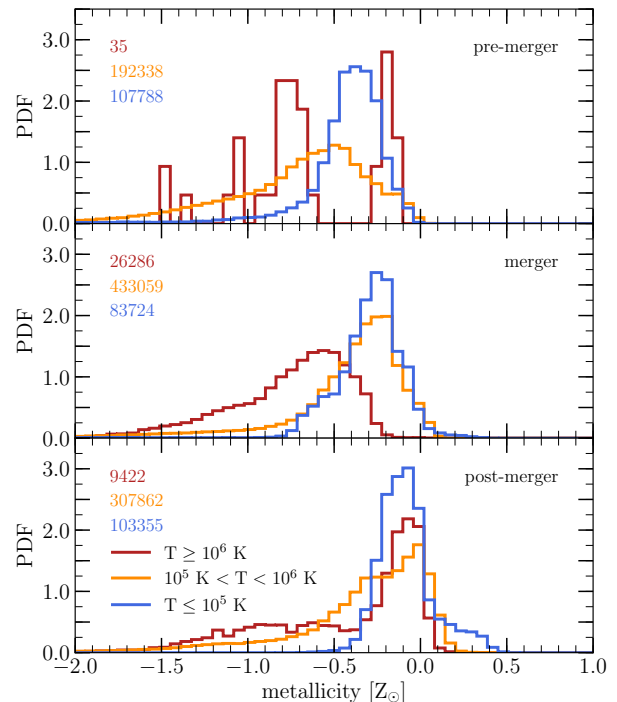 35
192338
107788
pre-merger
PDF
3.0
2.0
1.0
0.0
26286
433059
83724
merger
PDF
3.0
2.0
1.0
0.0
9422
307862
103355
post-merger
PDF
3.0
2.0
1.0
0.0
T ≥ 10⁶ K
10⁵ K < T < 10⁶ K
T ≤ 10⁵ K
−2.0 −1.5 −1.0 −0.5 0.0 0.5 1.0
metallicity [Z☉]